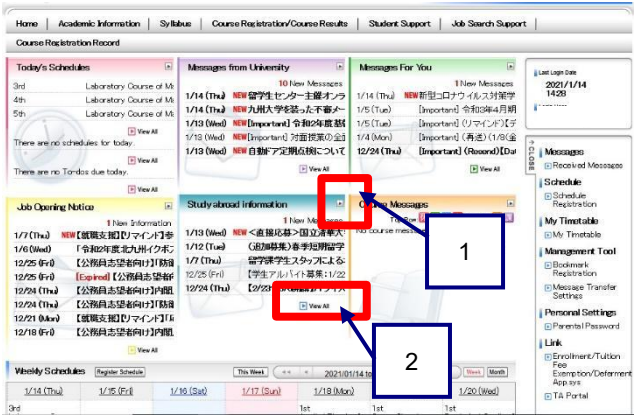 Home Academic Information Syllabus Course Registration/Course Results Student Support Job Search Support
Course Registration Record
Today's Schedules
3rd Laboratory Course of M
4th Laboratory Course of M
5th Laboratory Course of M
View All
There are no schedules for today.
View All
There are no To-dos due today.
View All
Messages from University
10 New Messages
1/14 (Thu) NEW 留学生センター主催オンラ
1/14 (Thu) NEW 九州大学を装った不審メー
1/13 (Wed) NEW [Important] 令和2年度基幹
1/13 (Wed) NEW [Important] 対面授業の全面
1/13 (Wed) NEW 自動ドア定期点検について
View All
Messages For You
1 New Messages
1/14 (Thu) NEW 新型コロナウイルス対策学
1/5 (Tue) [Important] 令和3年4月期
1/5 (Tue) [Important] (リマインド)【デ
1/4 (Mon) [Important] (再送) (1/8(金
12/24 (Thu) [Important] (Resend)【Dat
View All
Job Opening Notice
1 New Information
1/7 (Thu) NEW 【就職支援】【リマインド】参
1/6 (Wed) 「令和2年度北九州イクボス
12/25 (Fri) 【公務員志望者向け】「防衛
12/25 (Fri) [Expired] 【公務員志望者
12/24 (Thu) 【公務員志望者向け】内閣
12/24 (Thu) 【公務員志望者向け】「防衛
12/21 (Mon) 【就職支援】【リマインド】「
12/18 (Fri) 【公務員志望者向け】内閣
View All
Study abroad information
1 New Messages
1/13 (Wed) NEW <直接応募>国立清華大
1/12 (Tue) (追加募集)春季短期留学
1/7 (Thu) 留学課学生スタッフによる
12/25 (Fri) 【学生アルバイト募集:1/22
12/24 (Thu)
View All
Course Messages
No course messages
1
2
Last Login Date
2021/1/14
14:28
CLOSE
Messages
Received Messages
Schedule
Schedule Registration
My Timetable
My Timetable
Management Tool
Bookmark Registration
Message Transfer Settings
Personal Settings
Parental Password
Link
Enrollment/Tuition
Fee
Exemption/Deferment
App.sys
TA Portal
Weekly Schedules Register Schedule This Week 2021/01/14 to Week Month
1/14 (Thu) 1/15 (Fri) 1/16 (Sat) 1/17 (Sun) 1/18 (Mon) 1/20 (Wed)
3rd 1st 1st 1st